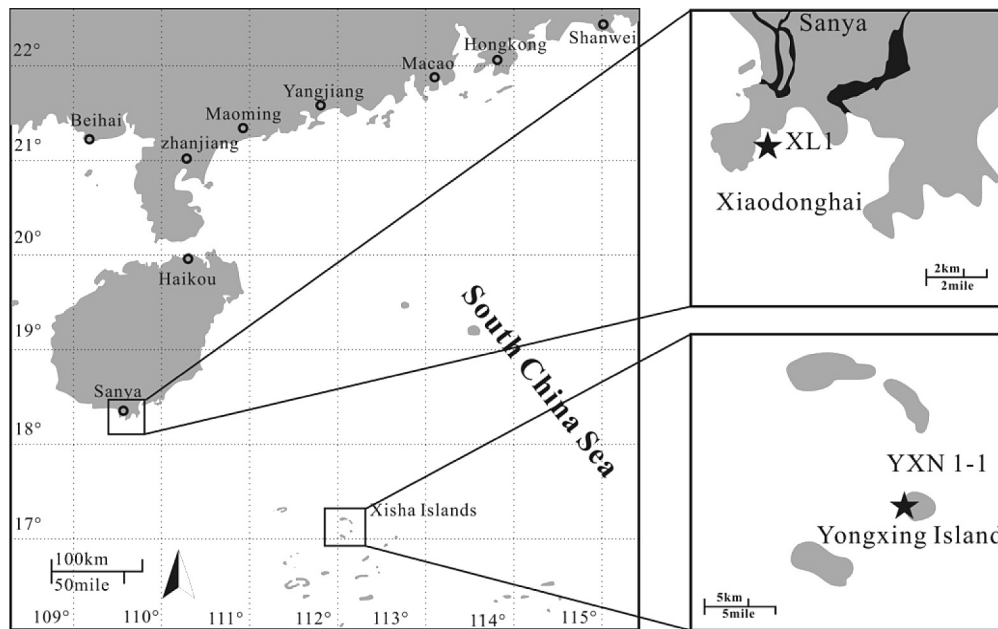 22°
21°
20°
19°
18°
17°
Shanwei
Hongkong
Macao
Yangjiang
Maoming
Beihai
zhanjiang
Haikou
Sanya
South China Sea
Xisha Islands
100km
50mile
109°
110°
111°
112°
113°
114°
115°
Sanya
XL1
Xiaodonghai
2km
2mile
YXN 1-1
Yongxing Island
5km
5mile